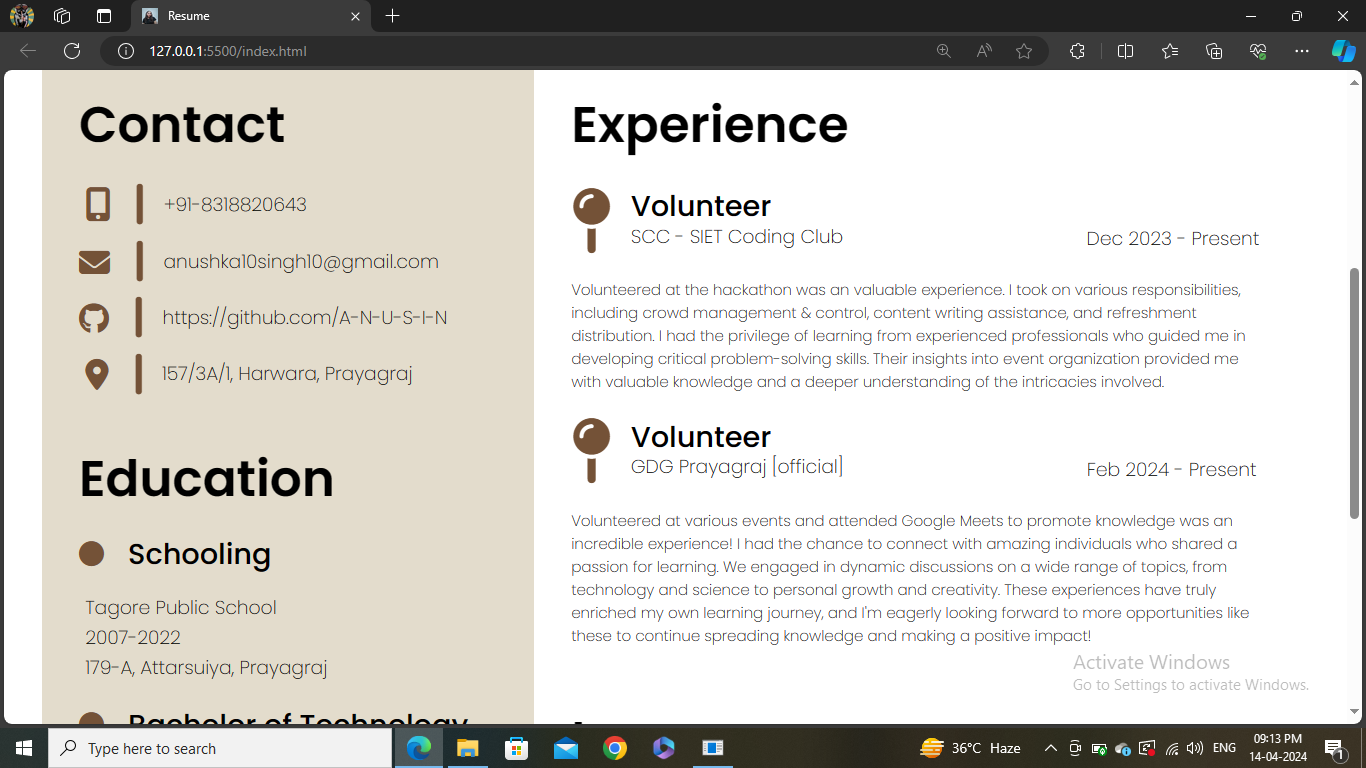 Resume
127.0.0.1:5500/index.html
Contact
+91-8318820643
anushka10singh10@gmail.com
https://github.com/A-N-U-S-I-N
157/3A/1, Harwara, Prayagraj
Education
Schooling
Tagore Public School
2007-2022
179-A, Attarsuiya, Prayagraj
Bachelor of Technology
Experience
Volunteer
SCC - SIET Coding Club
Dec 2023 - Present
Volunteered at the hackathon was an valuable experience. I took on various responsibilities,
including crowd management & control, content writing assistance, and refreshment
distribution. I had the privilege of learning from experienced professionals who guided me in
developing critical problem-solving skills. Their insights into event organization provided me
with valuable knowledge and a deeper understanding of the intricacies involved.
Volunteer
GDG Prayagraj [official]
Feb 2024 - Present
Volunteered at various events and attended Google Meets to promote knowledge was an
incredible experience! I had the chance to connect with amazing individuals who shared a
passion for learning. We engaged in dynamic discussions on a wide range of topics, from
technology and science to personal growth and creativity. These experiences have truly
enriched my own learning journey, and I'm eagerly looking forward to more opportunities like
these to continue spreading knowledge and making a positive impact!
Activate Windows
Go to Settings to activate Windows.
Type here to search
36°C Haze
ENG
09:13 PM
14-04-2024
1